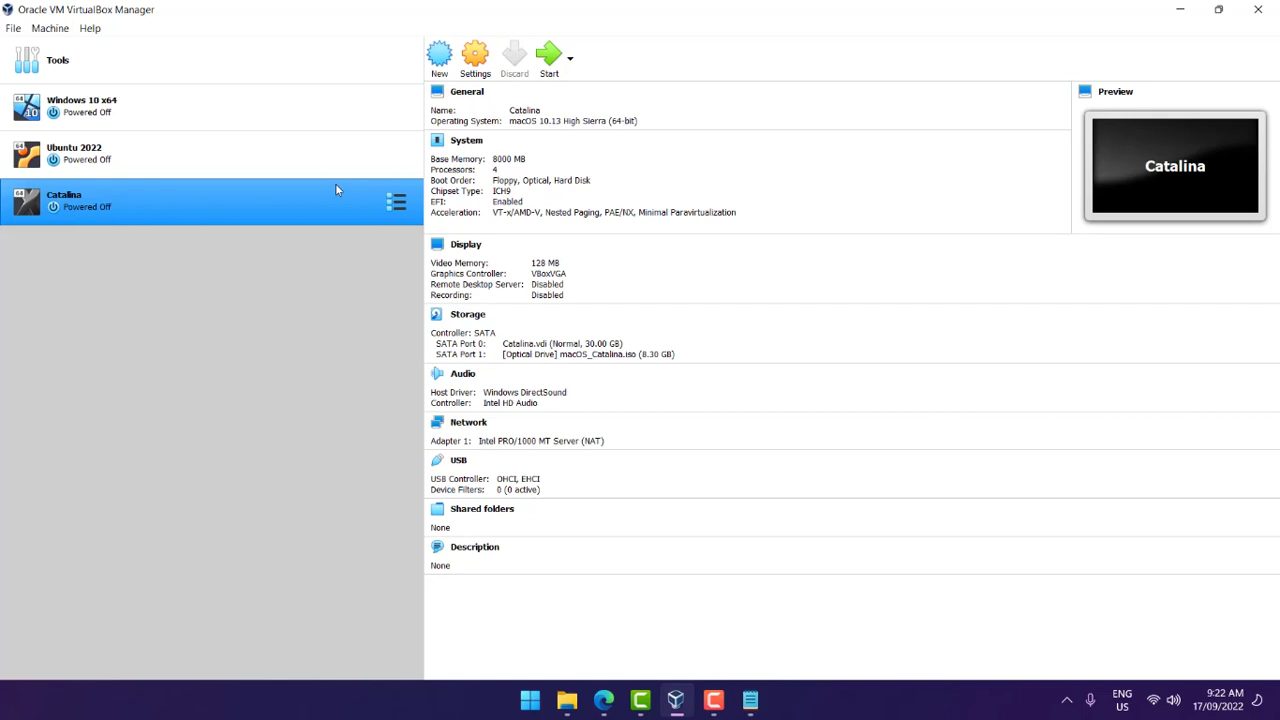 Oracle VM VirtualBox Manager
File Machine Help
Tools
64 10 Windows 10 x64
Powered Off
64 Ubuntu 2022
Powered Off
64 Catalina
Powered Off
New Settings Discard Start
General
Name: Catalina
Operating System: macOS 10.13 High Sierra (64-bit)
Preview
Catalina
System
Base Memory: 8000 MB
Processors: 4
Boot Order: Floppy, Optical, Hard Disk
Chipset Type: ICH9
EFI: Enabled
Acceleration: VT-x/AMD-V, Nested Paging, PAE/NX, Minimal Paravirtualization
Display
Video Memory: 128 MB
Graphics Controller: VBoxVGA
Remote Desktop Server: Disabled
Recording: Disabled
Storage
Controller: SATA
SATA Port 0: Catalina.vdi (Normal, 30.00 GB)
SATA Port 1: [Optical Drive] macOS_Catalina.iso (8.30 GB)
Audio
Host Driver: Windows DirectSound
Controller: Intel HD Audio
Network
Adapter 1: Intel PRO/1000 MT Server (NAT)
USB
USB Controller: OHCI, EHCI
Device Filters: 0 (0 active)
Shared folders
None
Description
None
ENG
US
9:22 AM
17/09/2022